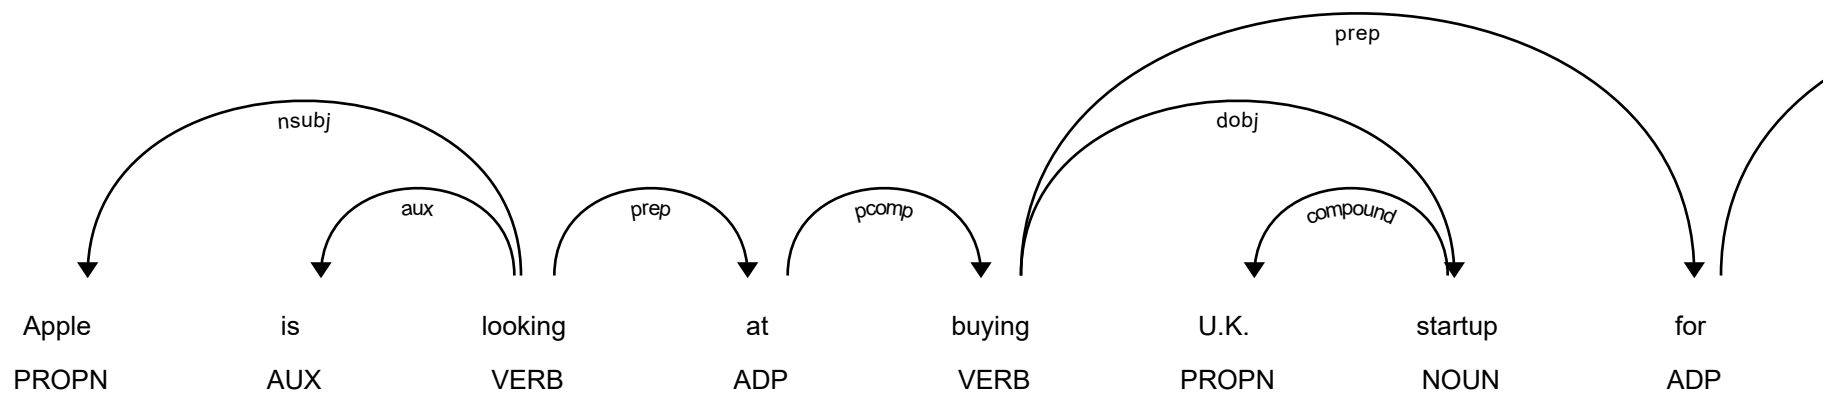 prep
nsubj dobj
aux prep pcomp compound
Apple is looking at buying U.K. startup for
PROPN AUX VERB ADP VERB PROPN NOUN ADP